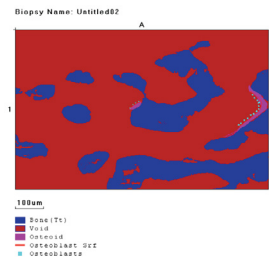 Biopsy Name: Untitled02
A
1
100um
Bone(Tt)
Void
Osteoid
Osteoblast Srf
Osteoblasts